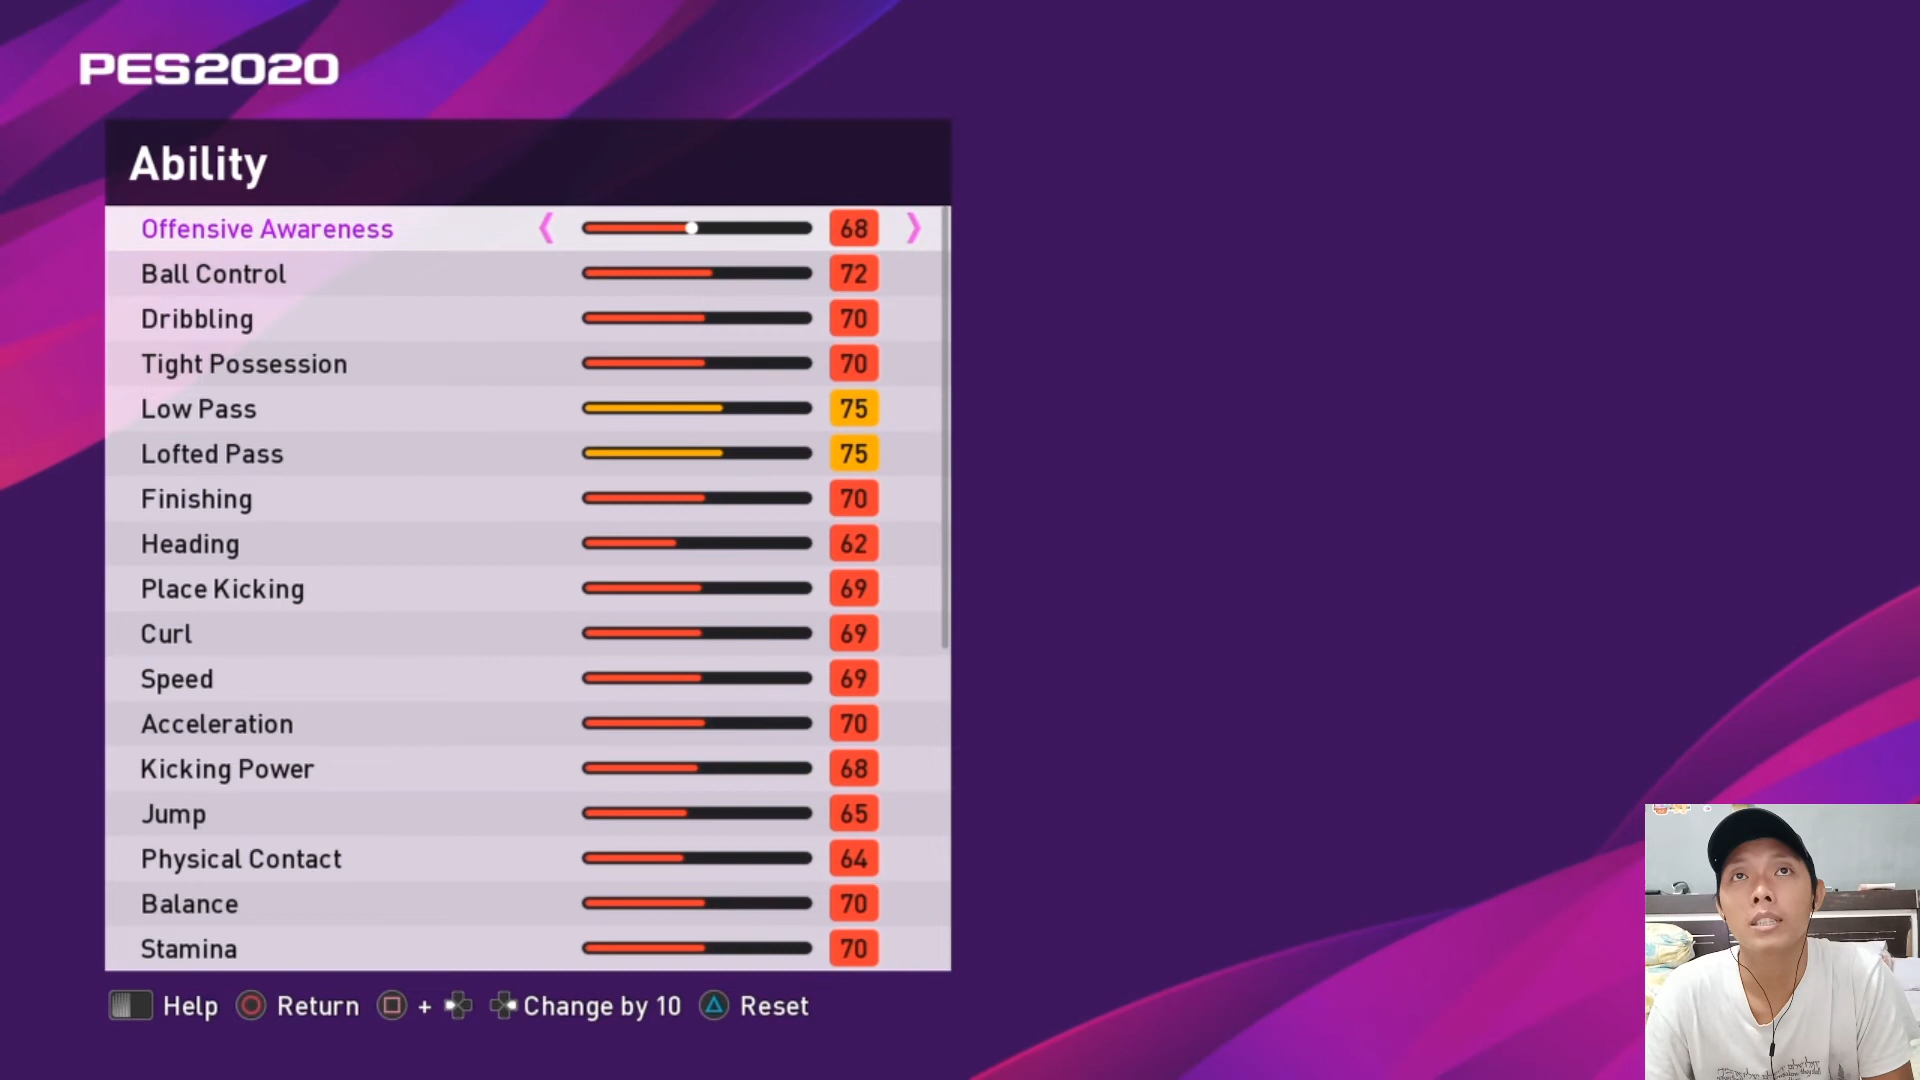 PES2020
Ability
Offensive Awareness 68
Ball Control 72
Dribbling 70
Tight Possession 70
Low Pass 75
Lofted Pass 75
Finishing 70
Heading 62
Place Kicking 69
Curl 69
Speed 69
Acceleration 70
Kicking Power 68
Jump 65
Physical Contact 64
Balance 70
Stamina 70
Help Return + Change by 10 Reset